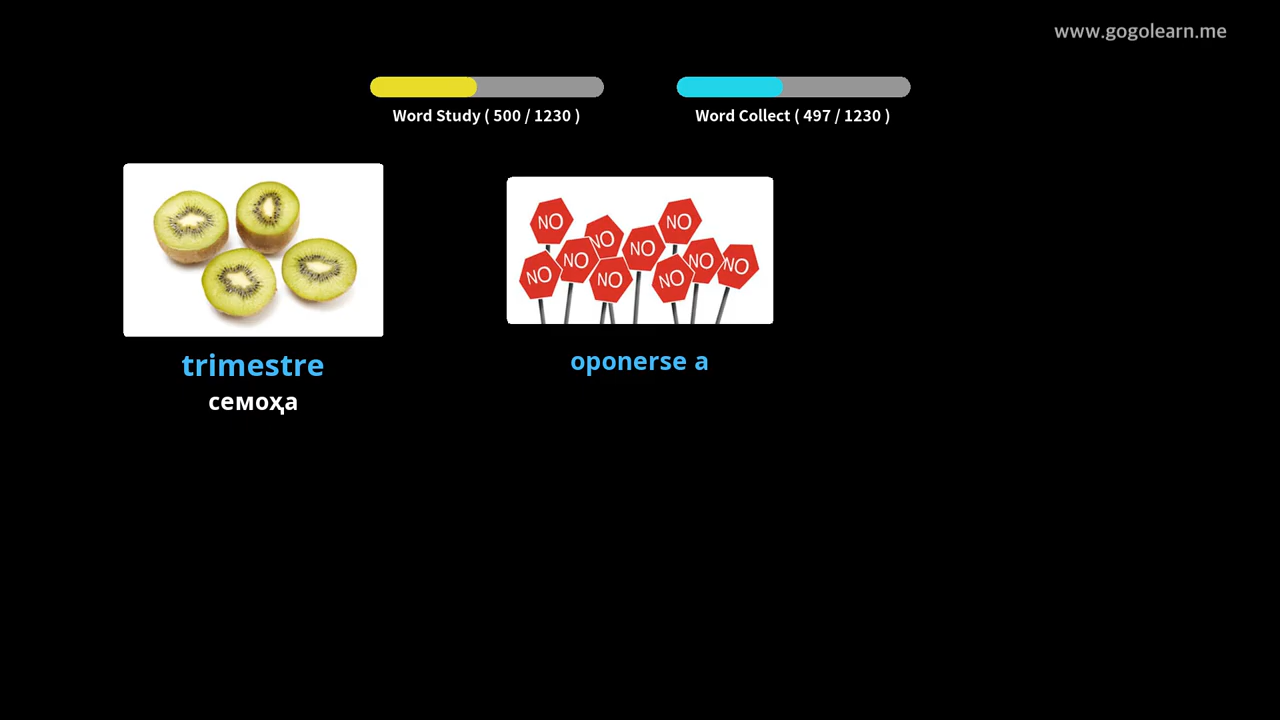 www.gogolearn.me
Word Study ( 500 / 1230 )
Word Collect ( 497 / 1230 )
NO
NO
NO
NO
NO
NO
NO
NO
NO
NO
trimestre
семоҳа
oponerse a